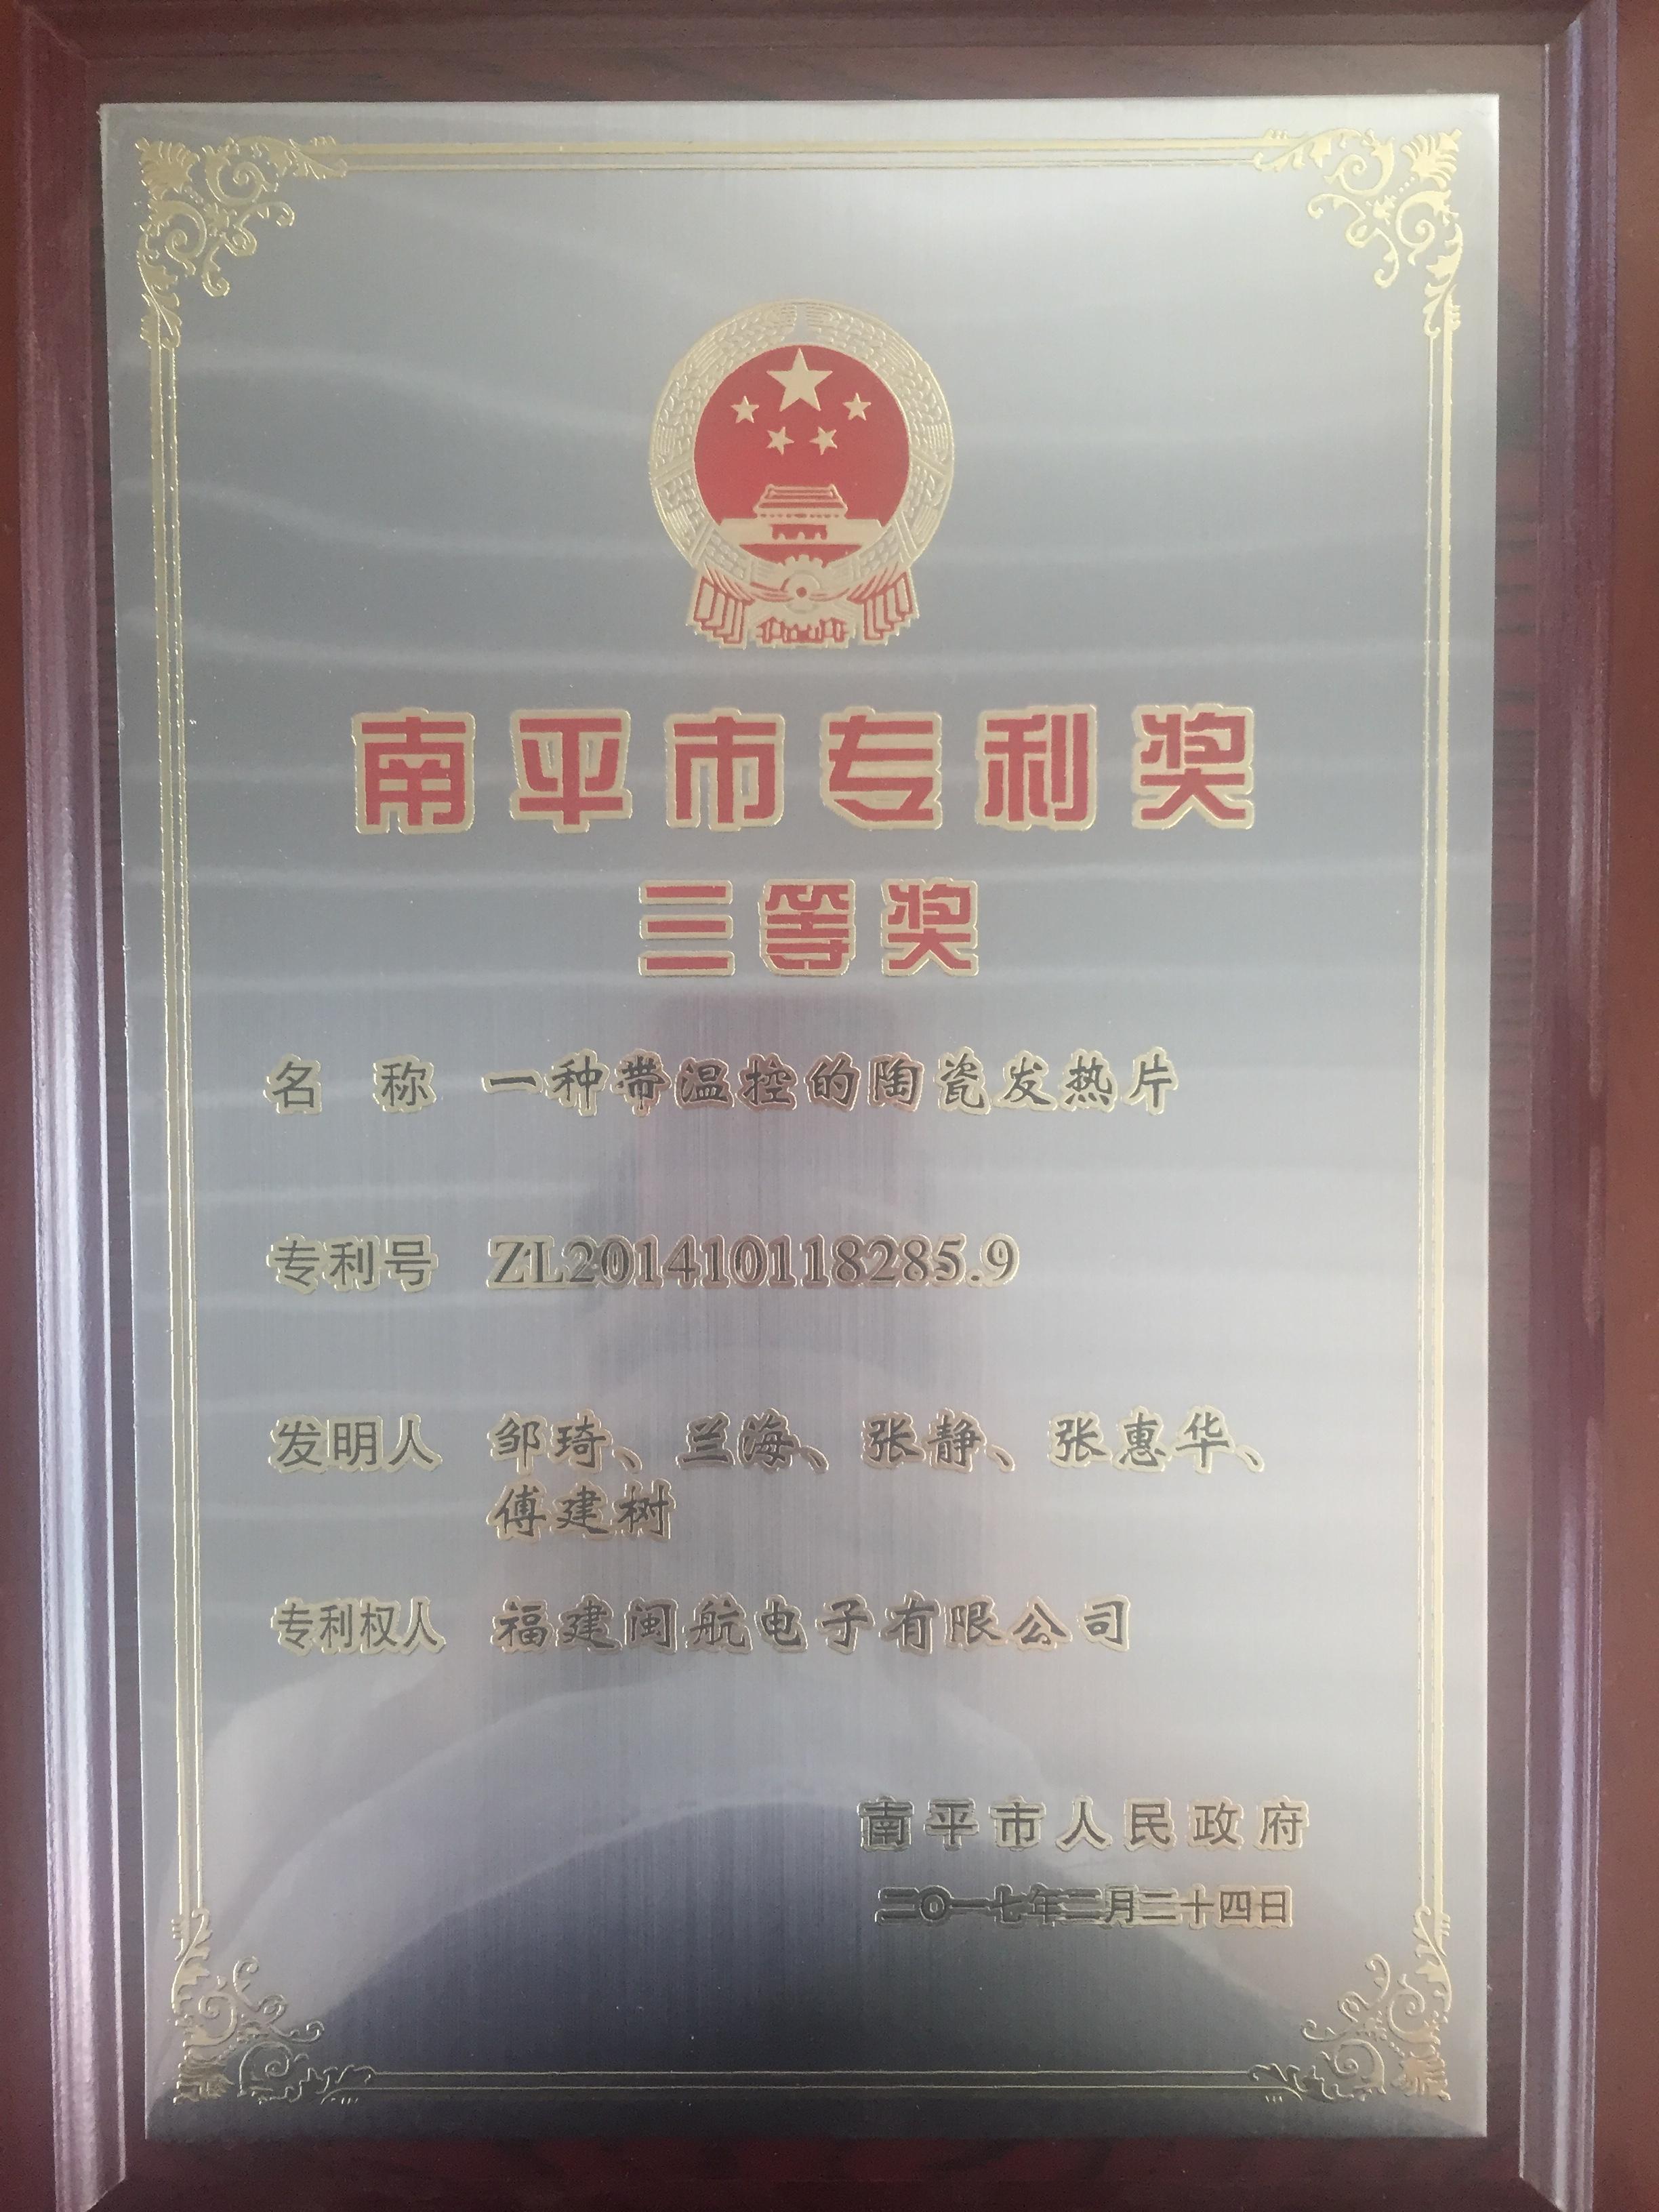 南平市专利奖
三等奖
名 称 一种带温控的陶瓷发热片
专利号 ZL201410118285.9
发明人 邹琦、兰海、张静、张惠华、
傅建树
专利权人 福建闽航电子有限公司
南平市人民政府
二〇一七年二月二十四日